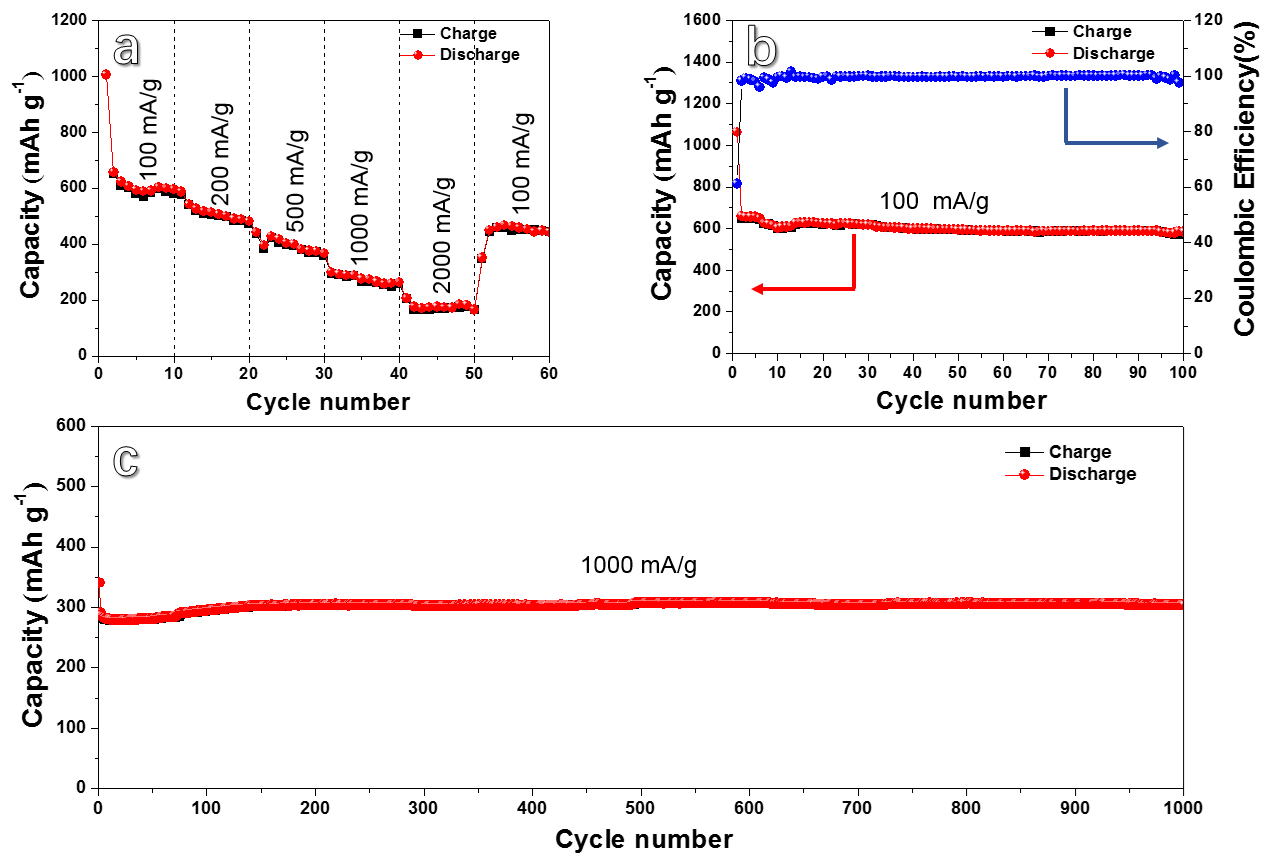 a
Charge
Discharge
100 mA/g
200 mA/g
500 mA/g
1000 mA/g
2000 mA/g
100 mA/g
1200
1000
800
600
400
200
0
Capacity (mAh g-1)
0 10 20 30 40 50 60
Cycle number
b
Charge
Discharge
100 mA/g
1600
1400
1200
1000
800
600
400
200
0
Capacity (mAh g-1)
120
100
80
60
40
20
0
Coulombic Efficiency(%)
0 10 20 30 40 50 60 70 80 90 100
Cycle number
c
Charge
Discharge
1000 mA/g
600
500
400
300
200
100
0
Capacity (mAh g-1)
0 100 200 300 400 500 600 700 800 900 1000
Cycle number